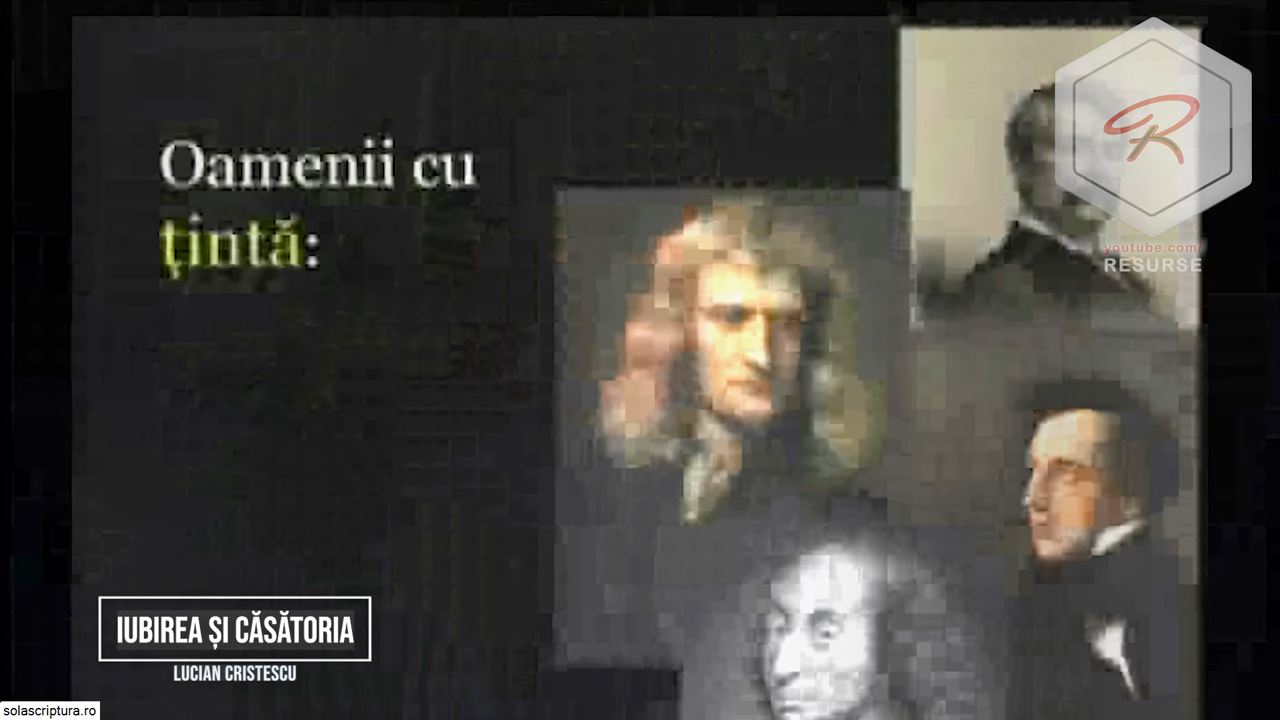 Oamenii cu
țintă:
R
youtube.com/
RESURSE
IUBIREA ȘI CĂSĂTORIA
LUCIAN CRISTESCU
solascriptura.ro